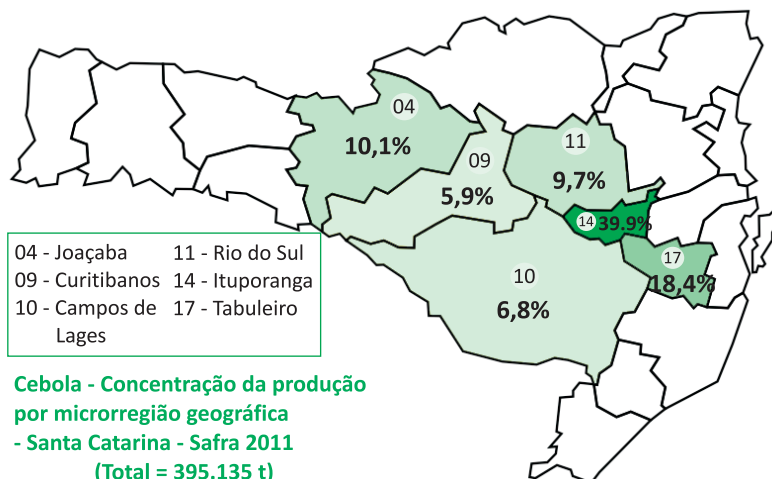 04
10,1%
09
5,9%
11
9,7%
14 39.9%
17
18,4%
10
6,8%
04 - Joaçaba
09 - Curitibanos
10 - Campos de
Lages
11 - Rio do Sul
14 - Ituporanga
17 - Tabuleiro
Cebola - Concentração da produção
por microrregião geográfica
- Santa Catarina - Safra 2011
(Total = 395.135 t)